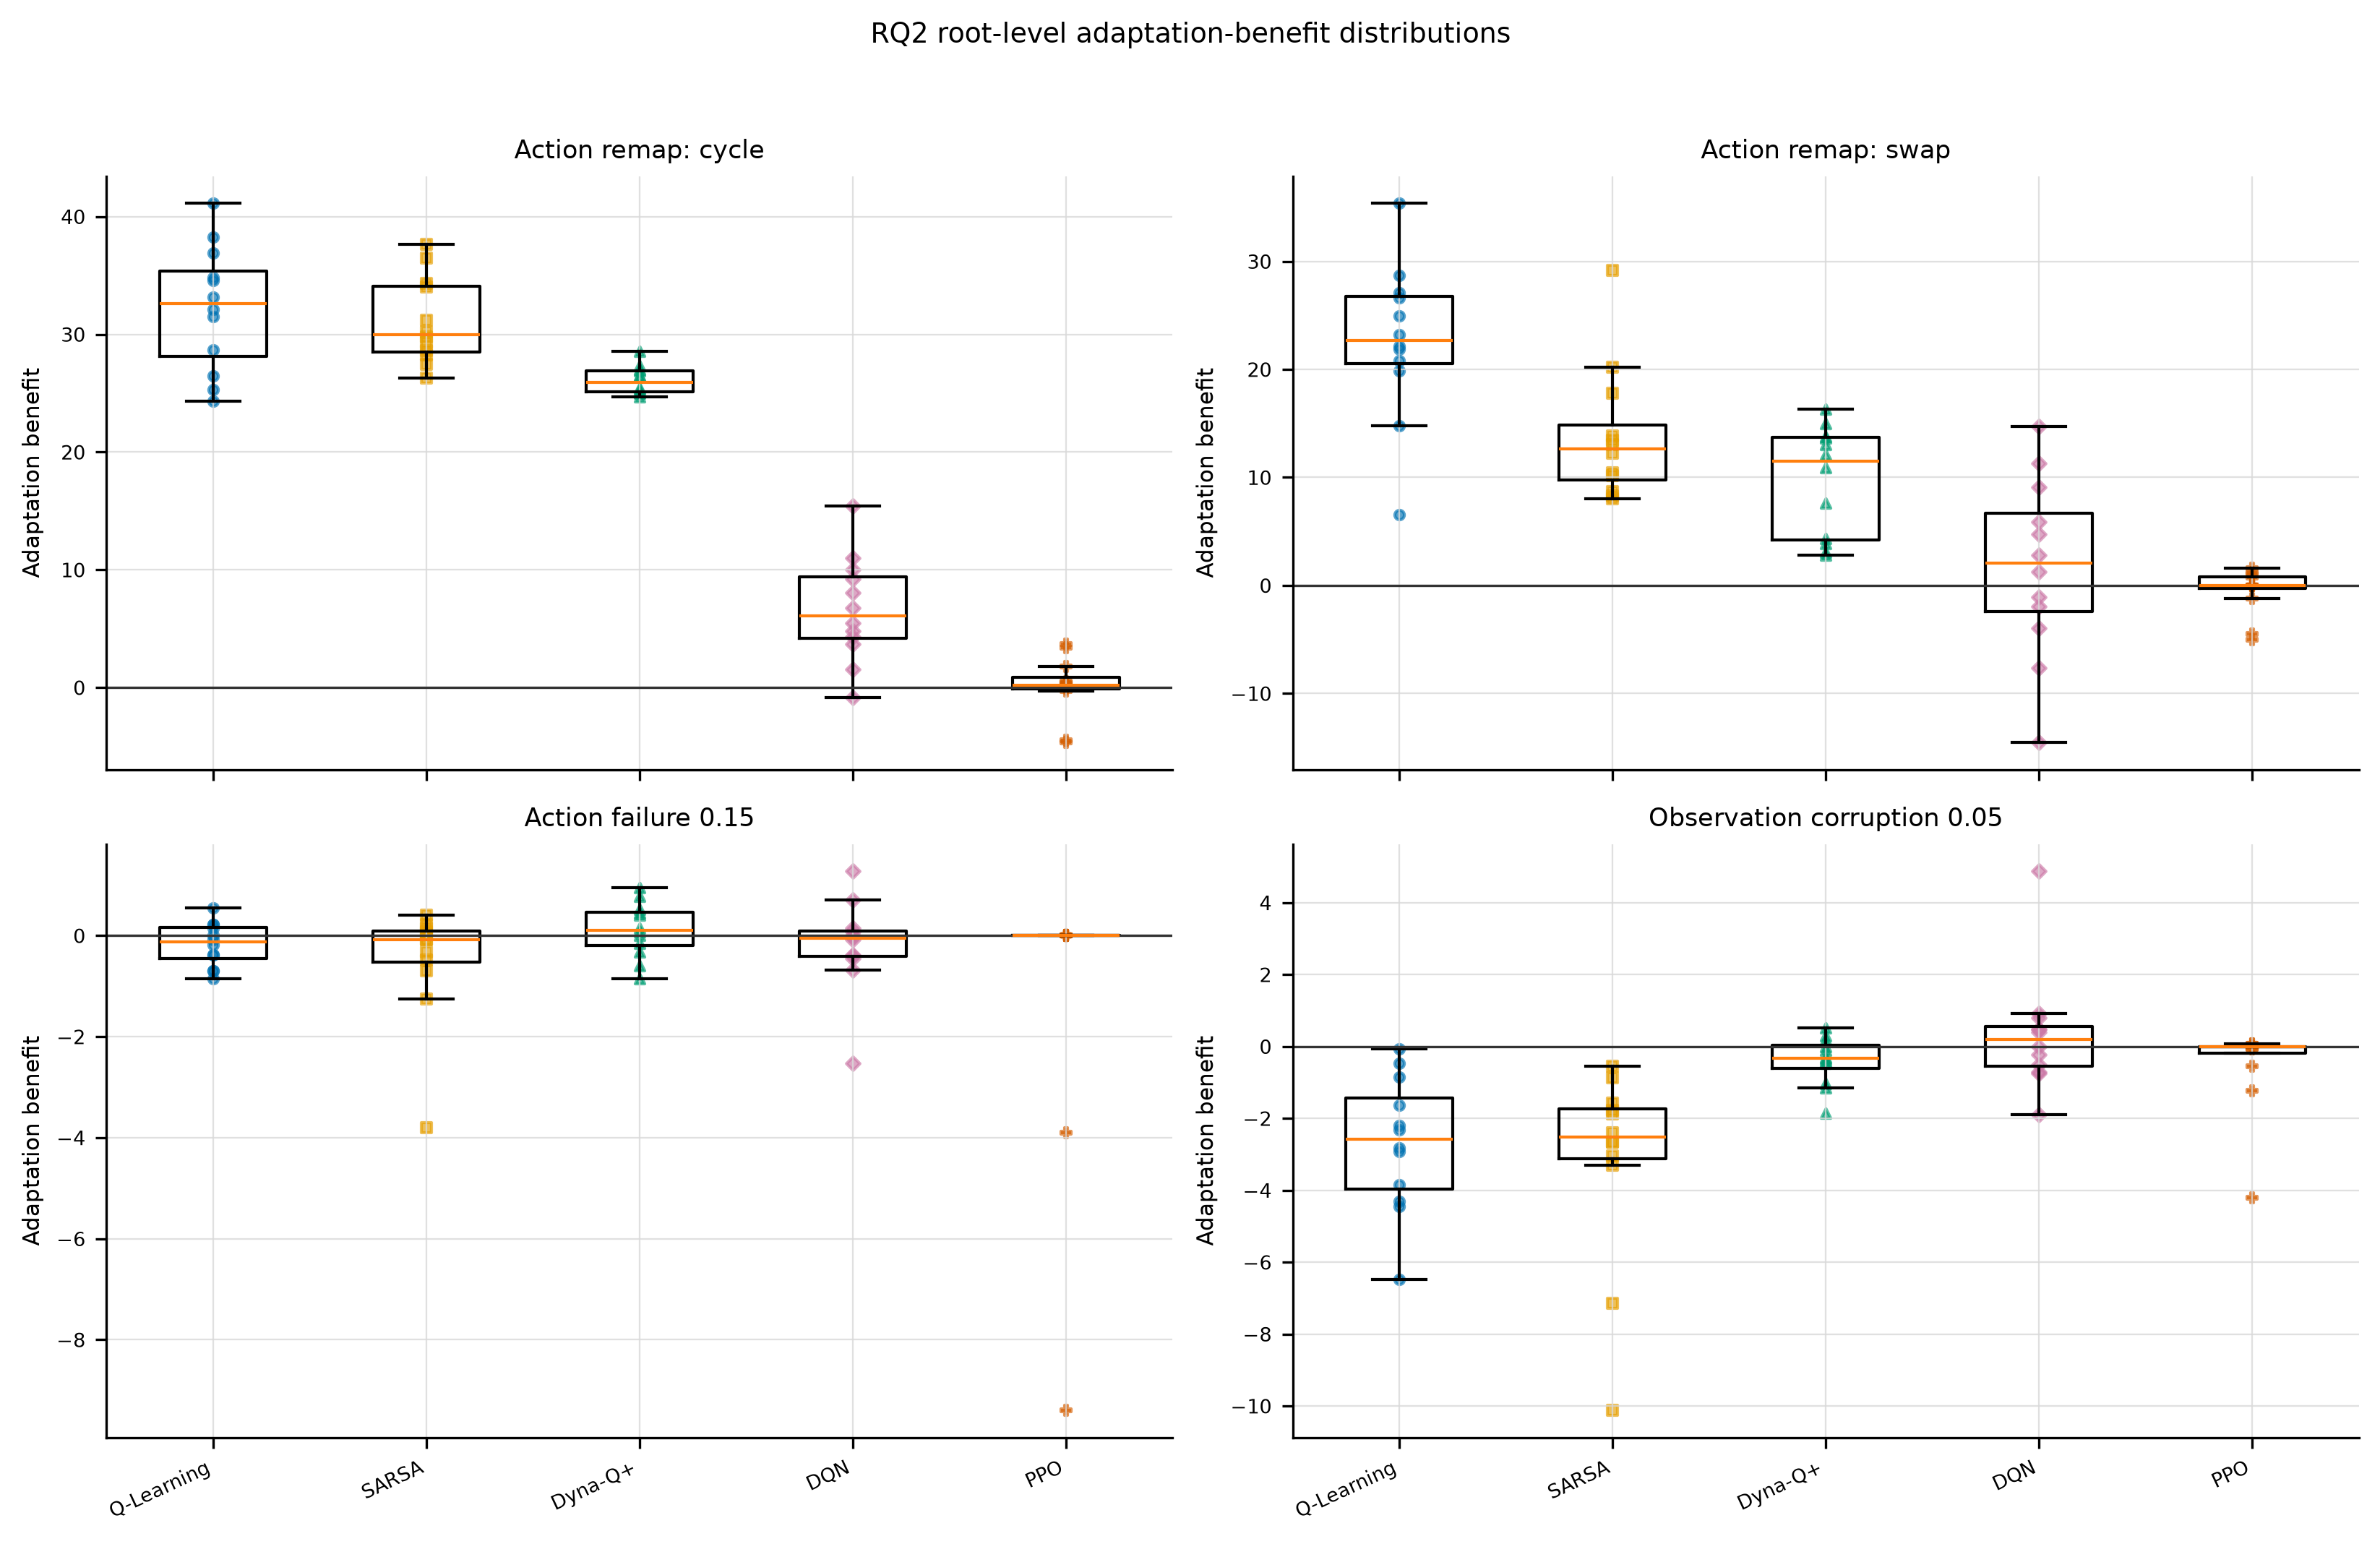 RQ2 root-level adaptation-benefit distributions
Action remap: cycle
Adaptation benefit
40
30
20
10
0
Action remap: swap
Adaptation benefit
30
20
10
0
−10
Action failure 0.15
Adaptation benefit
0
−2
−4
−6
−8
Q-Learning
SARSA
Dyna-Q+
DQN
PPO
Observation corruption 0.05
Adaptation benefit
4
2
0
−2
−4
−6
−8
−10
Q-Learning
SARSA
Dyna-Q+
DQN
PPO